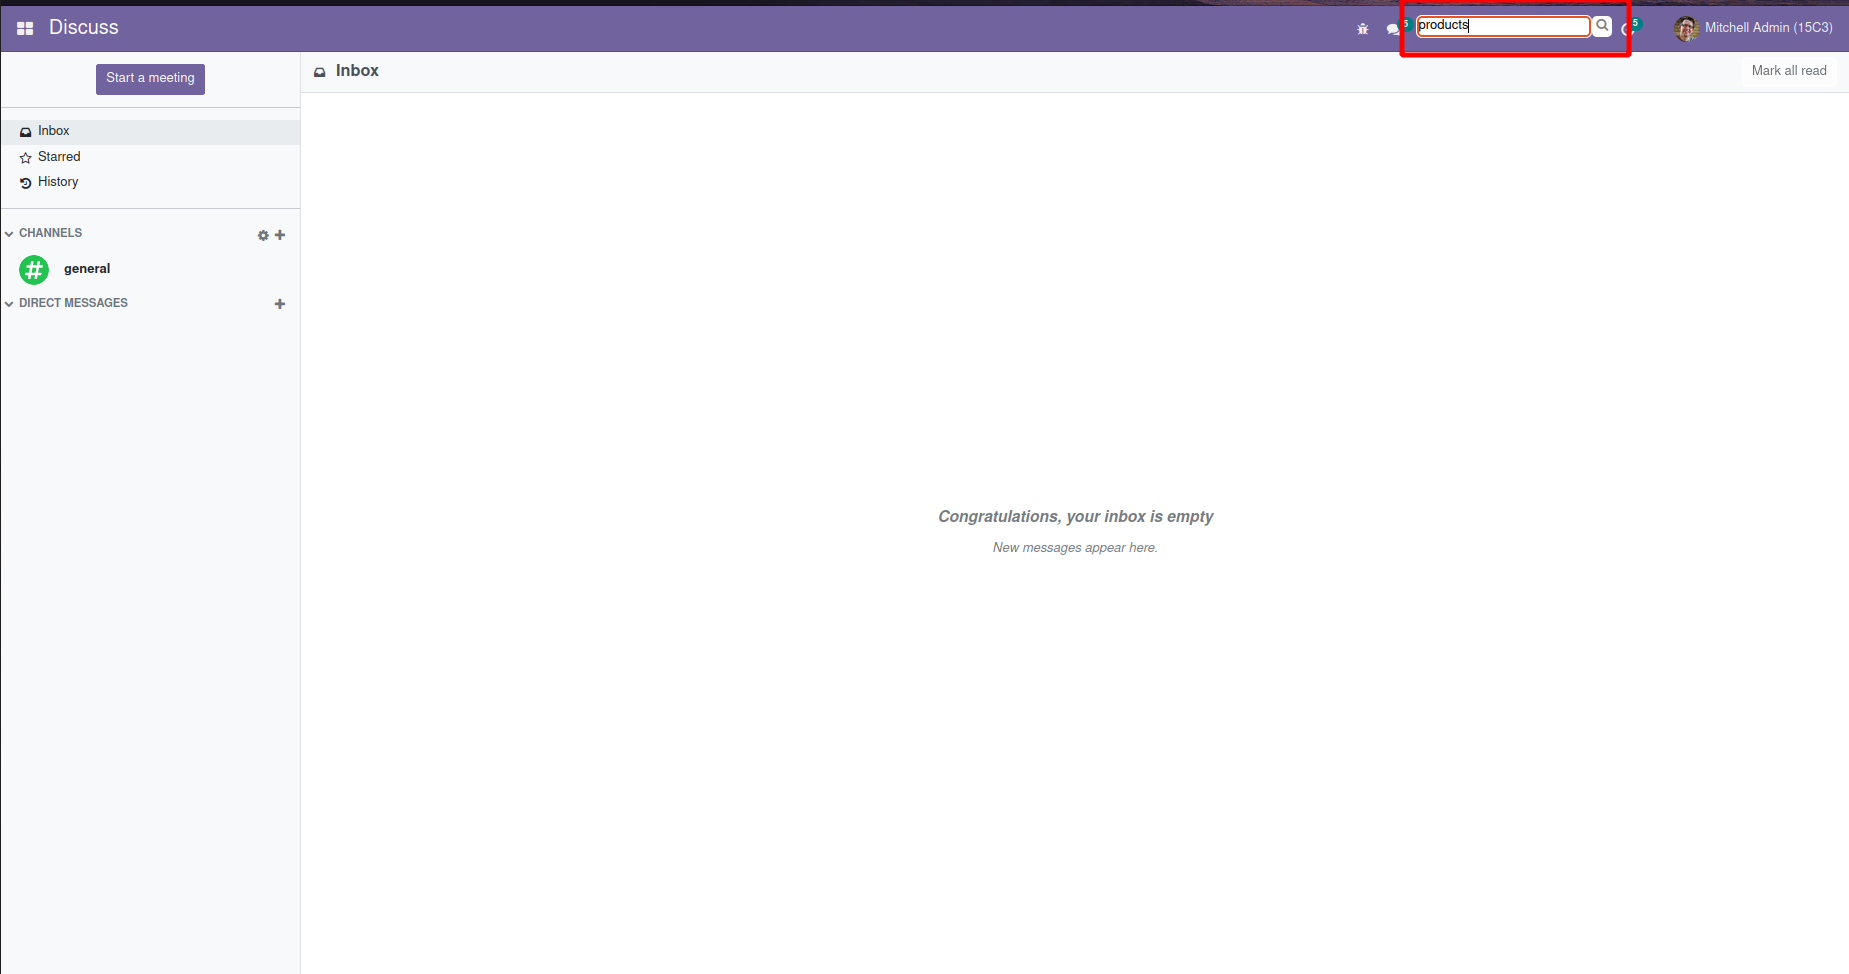 Discuss
5
products
5
Mitchell Admin (15C3)
Start a meeting
Inbox
Mark all read
Inbox
Starred
History
CHANNELS
general
DIRECT MESSAGES
Congratulations, your inbox is empty
New messages appear here.